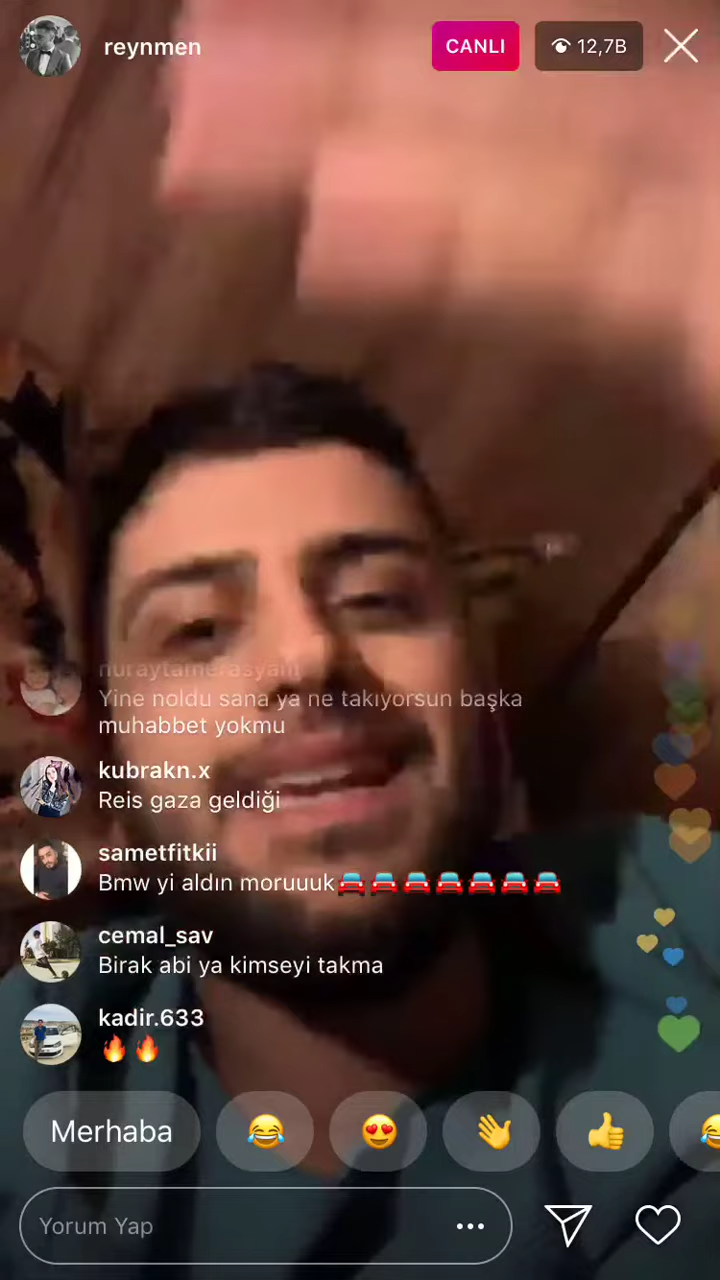 reynmen
CANLI
12,7B
nuraytamerasyanil
Yine noldu sana ya ne takıyorsun başka
muhabbet yokmu
kubrakn.x
Reis gaza geldiği
sametfitkii
Bmw yi aldın moruuuk🚘🚘🚘🚘🚘🚘🚘
cemal_sav
Birak abi ya kimseyi takma
kadir.633
🔥🔥
Merhaba
Yorum Yap